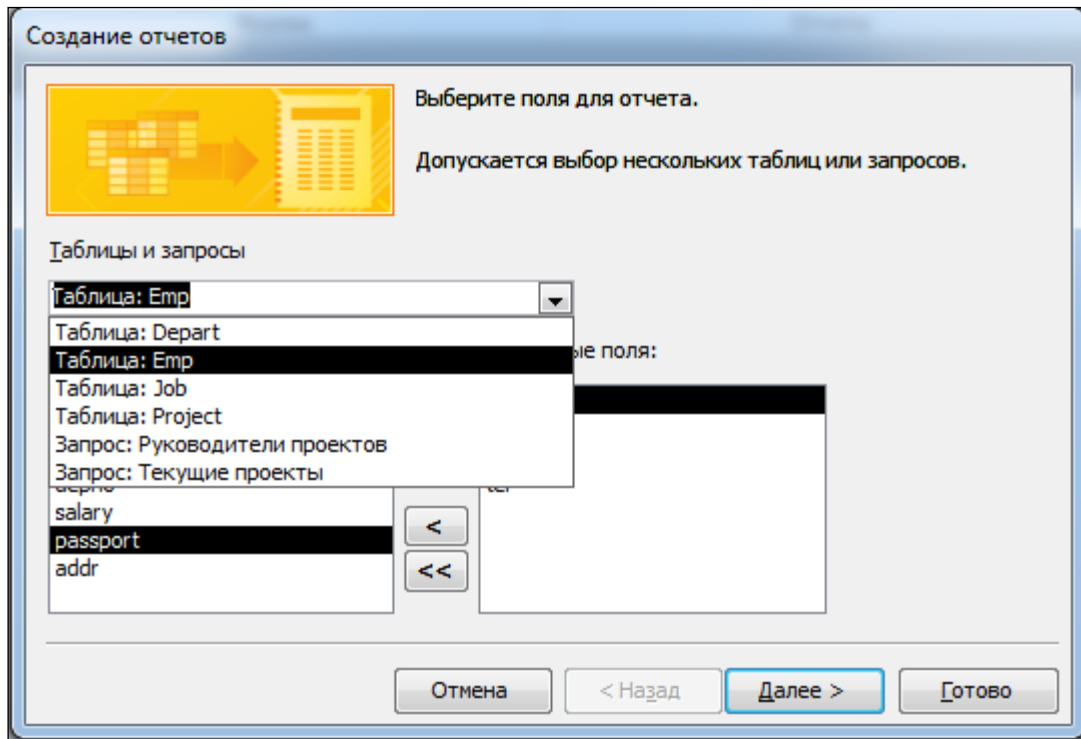 Создание отчетов
Выберите поля для отчета.
Допускается выбор нескольких таблиц или запросов.
Таблицы и запросы
Таблица: Emp
Таблица: Depart
Таблица: Emp
ые поля:
Таблица: Job
Таблица: Project
Запрос: Руководители проектов
Запрос: Текущие проекты
salary
<
passport
addr
<<
Отмена
< Назад
Далее >
Готово